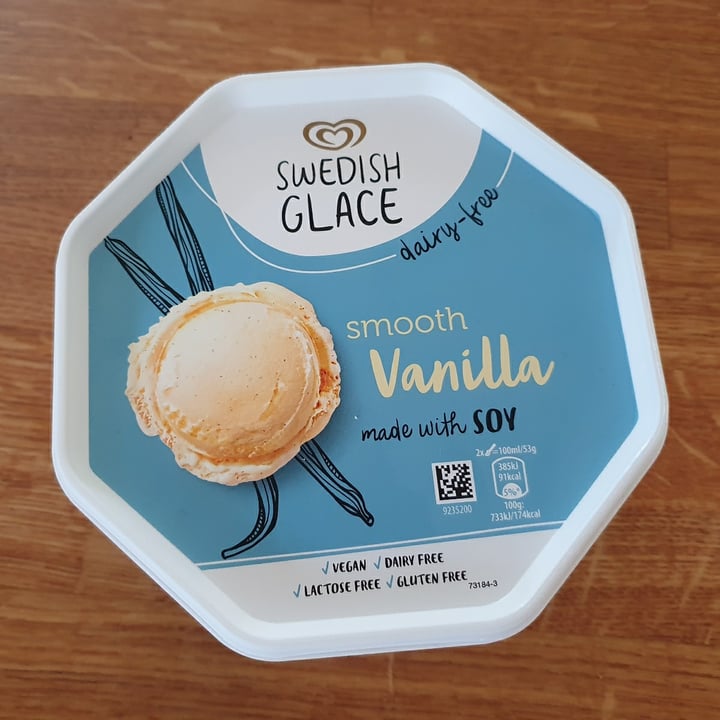 SWEDISH
GLACE
dairy-free
smooth
Vanilla
made with SOY
2x =100ml/53g
385kJ
91kcal
5%
9235200
100g:
733kJ/174kcal
√ VEGAN √ DAIRY FREE
√ LACTOSE FREE √ GLUTEN FREE
73184-3